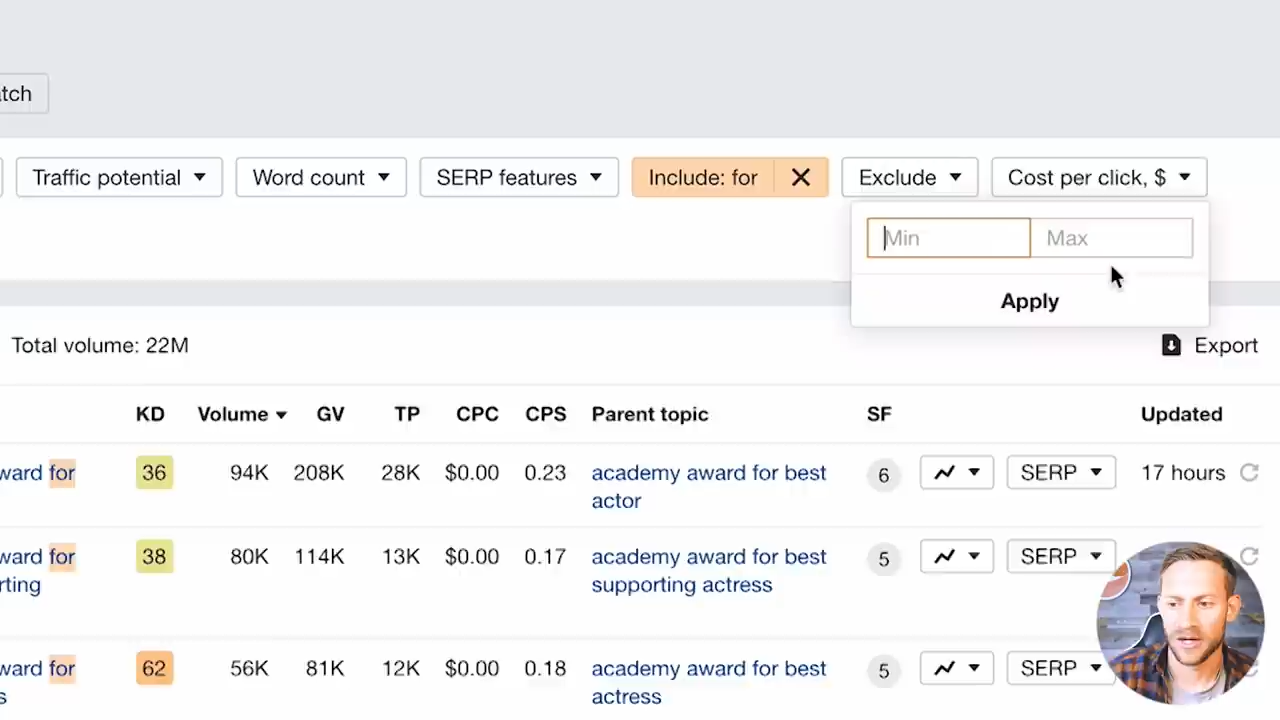 atch
Traffic potential Word count SERP features Include: for Exclude Cost per click, $
Min Max
Apply
Total volume: 22M Export
KD Volume GV TP CPC CPS Parent topic SF Updated
ward for 36 94K 208K 28K $0.00 0.23 academy award for best 6 SERP 17 hours
actor
ward for 38 80K 114K 13K $0.00 0.17 academy award for best 5 SERP
rting supporting actress
ward for 62 56K 81K 12K $0.00 0.18 academy award for best 5 SERP
s actress